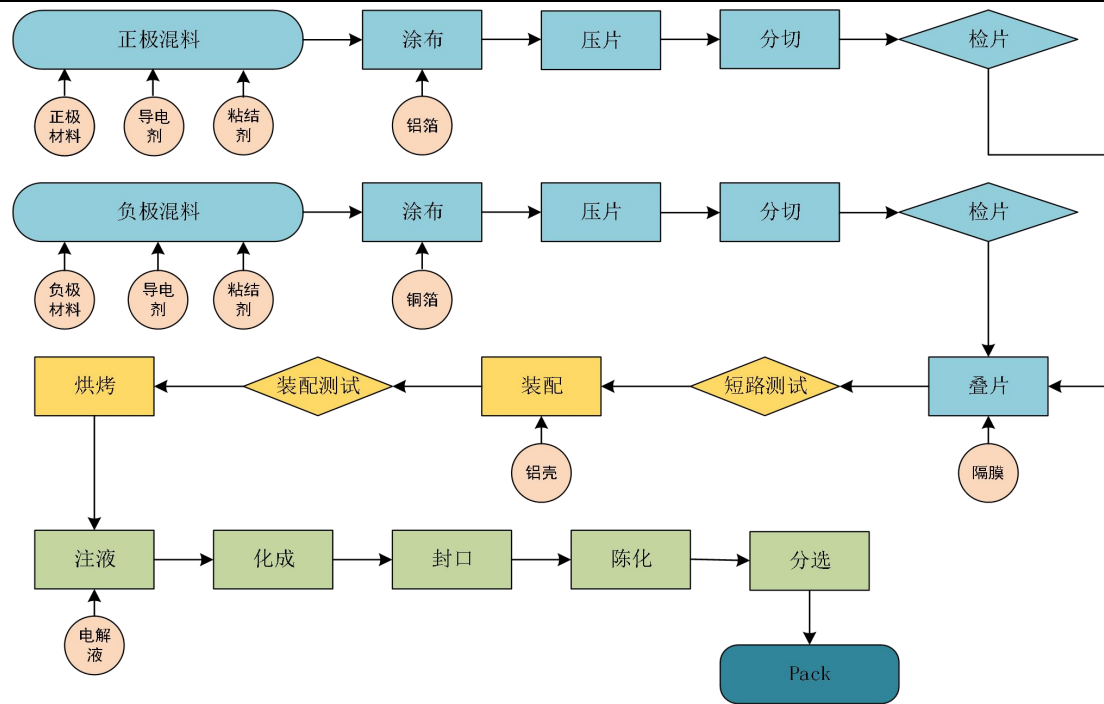 正极混料
涂布
压片
分切
检片
正极
材料
导电
剂
粘结
剂
铝箔
负极混料
涂布
压片
分切
检片
负极
材料
导电
剂
粘结
剂
铜箔
烘烤
装配测试
装配
短路测试
叠片
铝壳
隔膜
注液
化成
封口
陈化
分选
电解
液
Pack